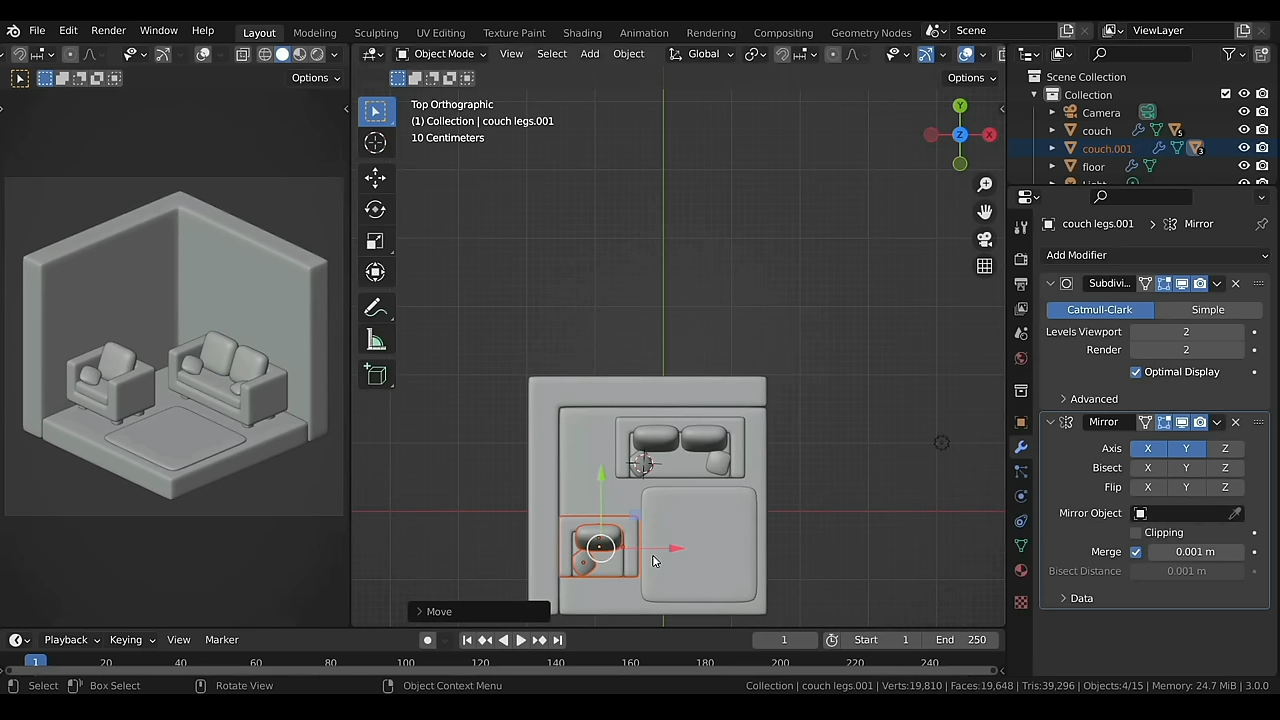 File Edit Render Window Help Layout Modeling Sculpting UV Editing Texture Paint Shading Animation Rendering Compositing Geometry Nodes Scene ViewLayer
Object Mode View Select Add Object Global
Options
Options
Top Orthographic
(1) Collection | couch legs.001
10 Centimeters
Y
Z
X
Move
Scene Collection
Collection
Camera
couch 5
couch.001 3
floor
couch legs.001 Mirror
Add Modifier
Subdivi...
Catmull-Clark Simple
Levels Viewport 2
Render 2
Optimal Display
Advanced
Mirror
Axis X Y Z
Bisect X Y Z
Flip X Y Z
Mirror Object
Clipping
Merge 0.001 m
Bisect Distance 0.001 m
Data
Playback Keying View Marker 1 Start 1 End 250
1 20 40 60 80 100 120 140 160 180 200 220 240
Select Box Select Rotate View Object Context Menu Collection | couch legs.001 | Verts:19,810 | Faces:19,648 | Tris:39,296 | Objects:4/15 | Memory: 24.7 MiB | 3.0.0